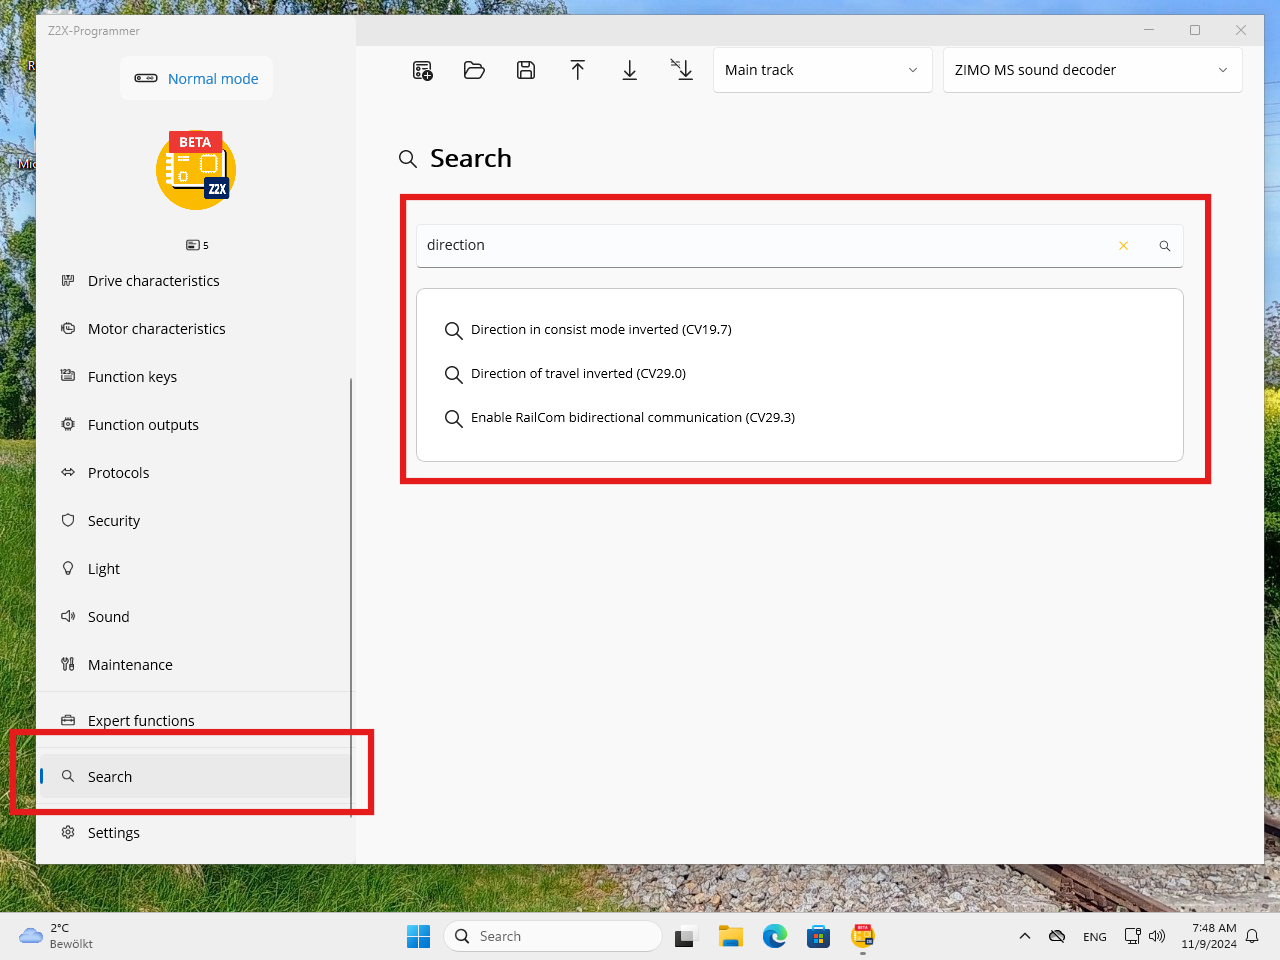 Z2X-Programmer
Normal mode
BETA
Z2X
5
Drive characteristics
Motor characteristics
Function keys
Function outputs
Protocols
Security
Light
Sound
Maintenance
Expert functions
Search
Settings
Main track
ZIMO MS sound decoder
Search
direction
Direction in consist mode inverted (CV19.7)
Direction of travel inverted (CV29.0)
Enable RailCom bidirectional communication (CV29.3)
2°C
Bewölkt
Search
ENG
7:48 AM
11/9/2024